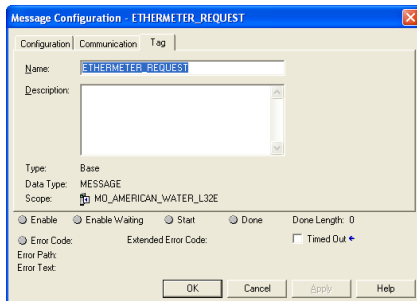 Message Configuration - ETHERMETER_REQUEST
Configuration Communication Tag
Name: ETHERMETER_REQUEST
Description:
Type: Base
Data Type: MESSAGE
Scope: MO_AMERICAN_WATER_L32E
Enable Enable Waiting Start Done Done Length: 0
Error Code: Extended Error Code: Timed Out
Error Path:
Error Text:
OK Cancel Apply Help